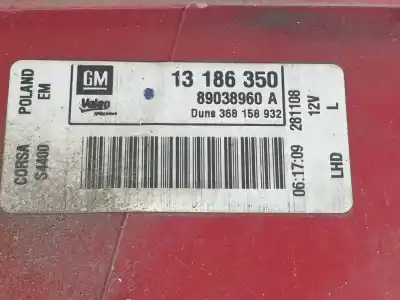 GM
Valeo
13 186 350
89038960 A
Duns 368 158 932
CORSA POLAND
S4400 EM
06:17:09 281108
12V
LHD L